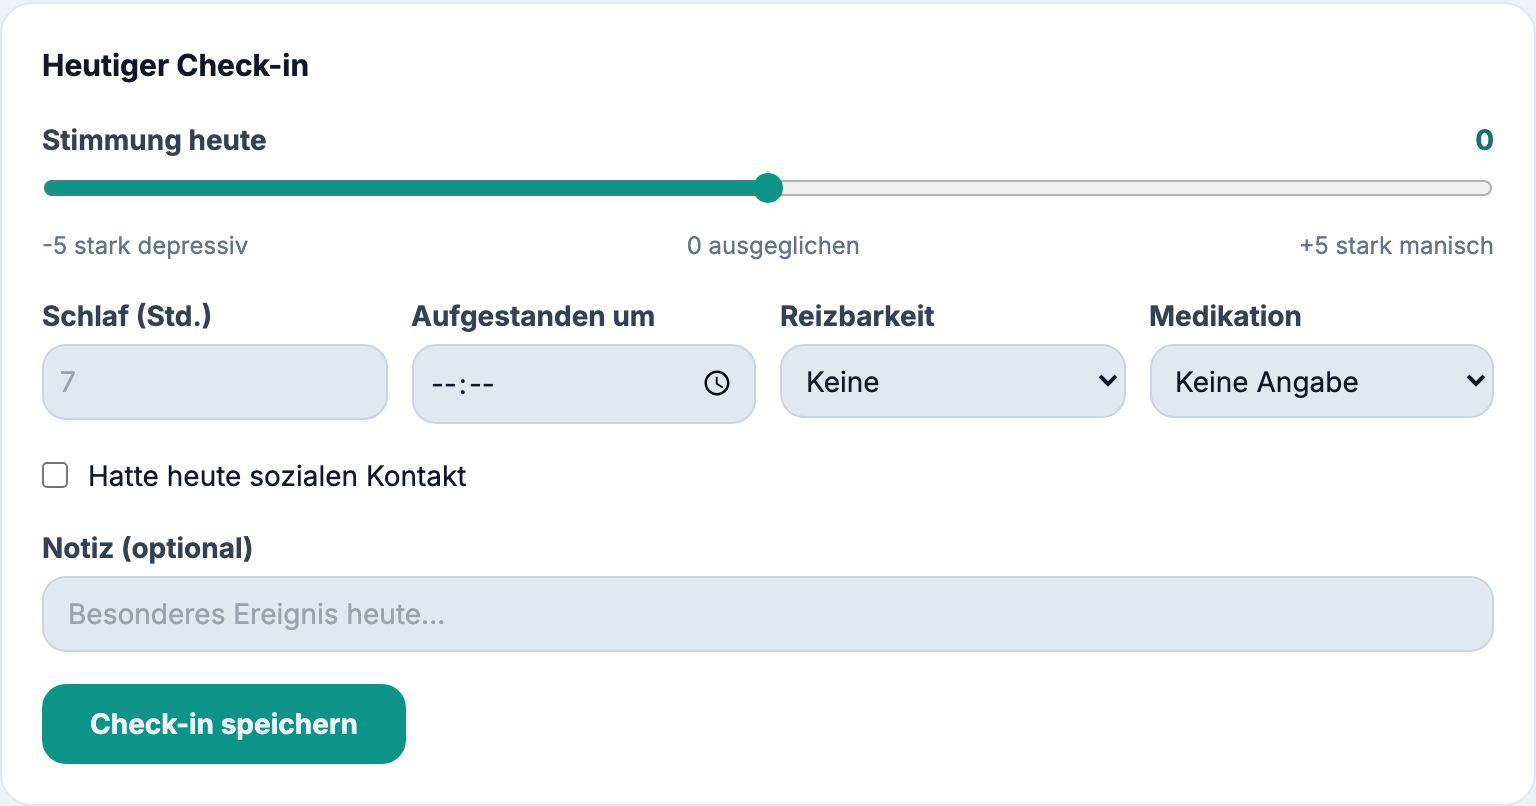 Heutiger Check-in
Stimmung heute 0
-5 stark depressiv 0 ausgeglichen +5 stark manisch
Schlaf (Std.) Aufgestanden um Reizbarkeit Medikation
7 --:-- Keine Keine Angabe
Hatte heute sozialen Kontakt
Notiz (optional)
Besonderes Ereignis heute...
Check-in speichern